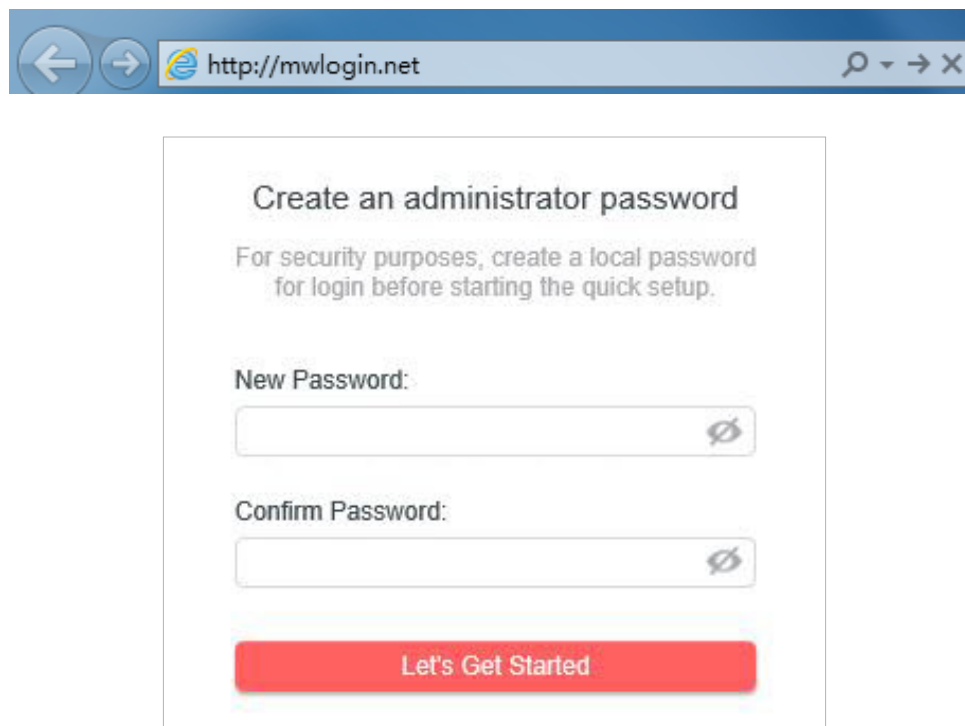 http://mwlogin.net
Create an administrator password
For security purposes, create a local password
for login before starting the quick setup.
New Password:
Confirm Password:
Let's Get Started